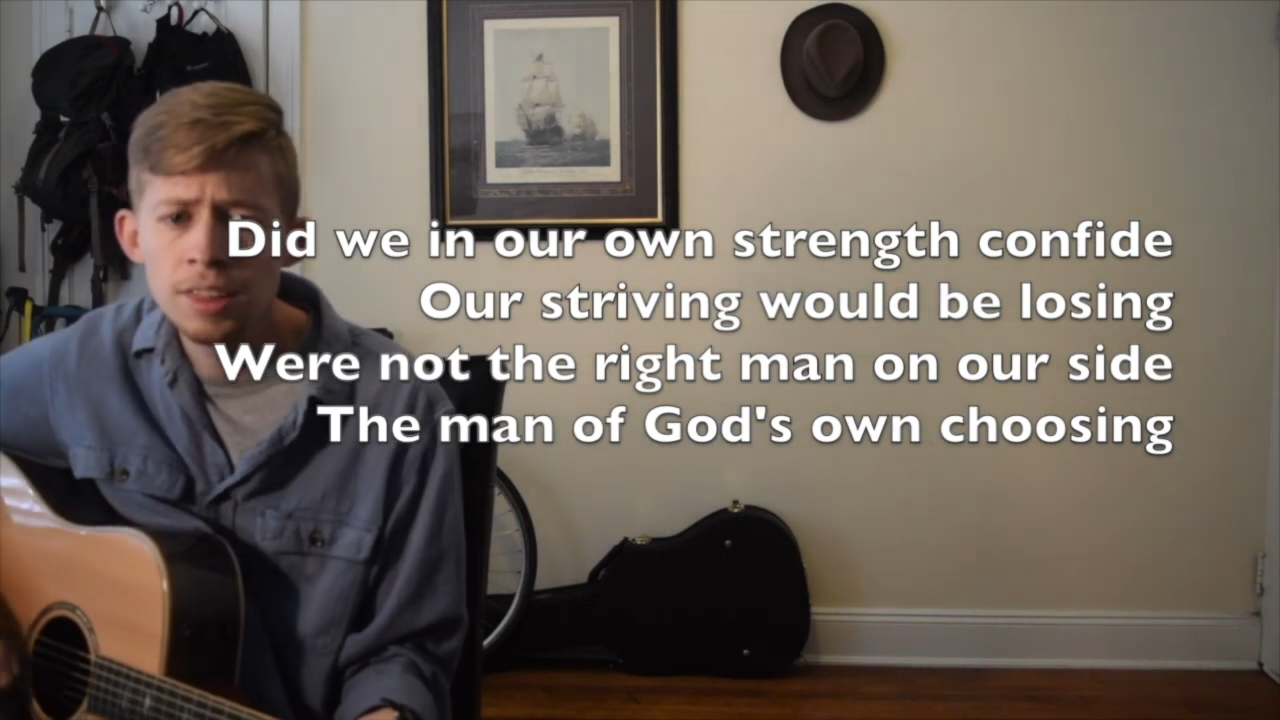 Did we in our own strength confide
Our striving would be losing
Were not the right man on our side
The man of God's own choosing